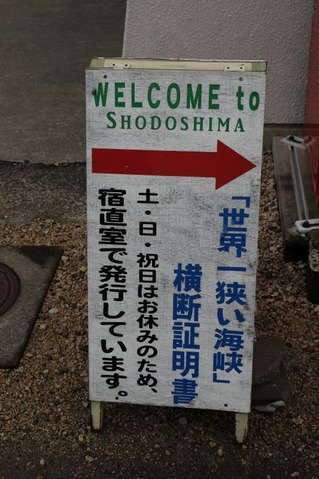 WELCOME to
SHODOSHIMA
「世界一狭い海峡」
横断証明書
土・日・祝日はお休みのため、
宿直室で発行しています。